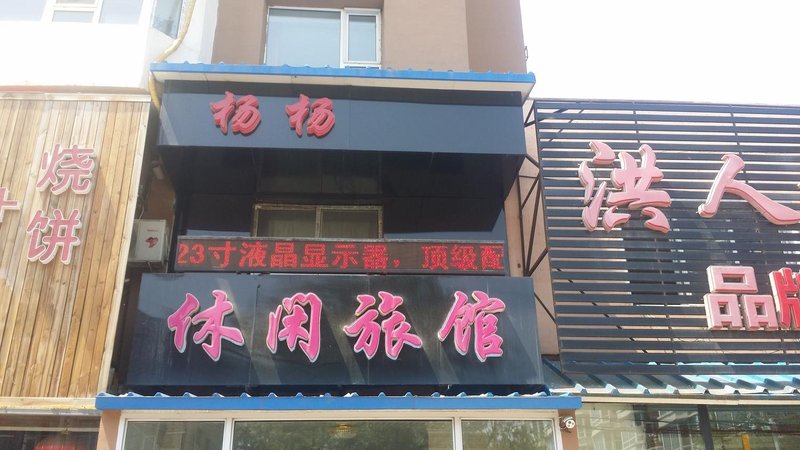 烧饼
杨杨
23寸液晶显示器，顶级配
休闲旅馆
洪人
品牌